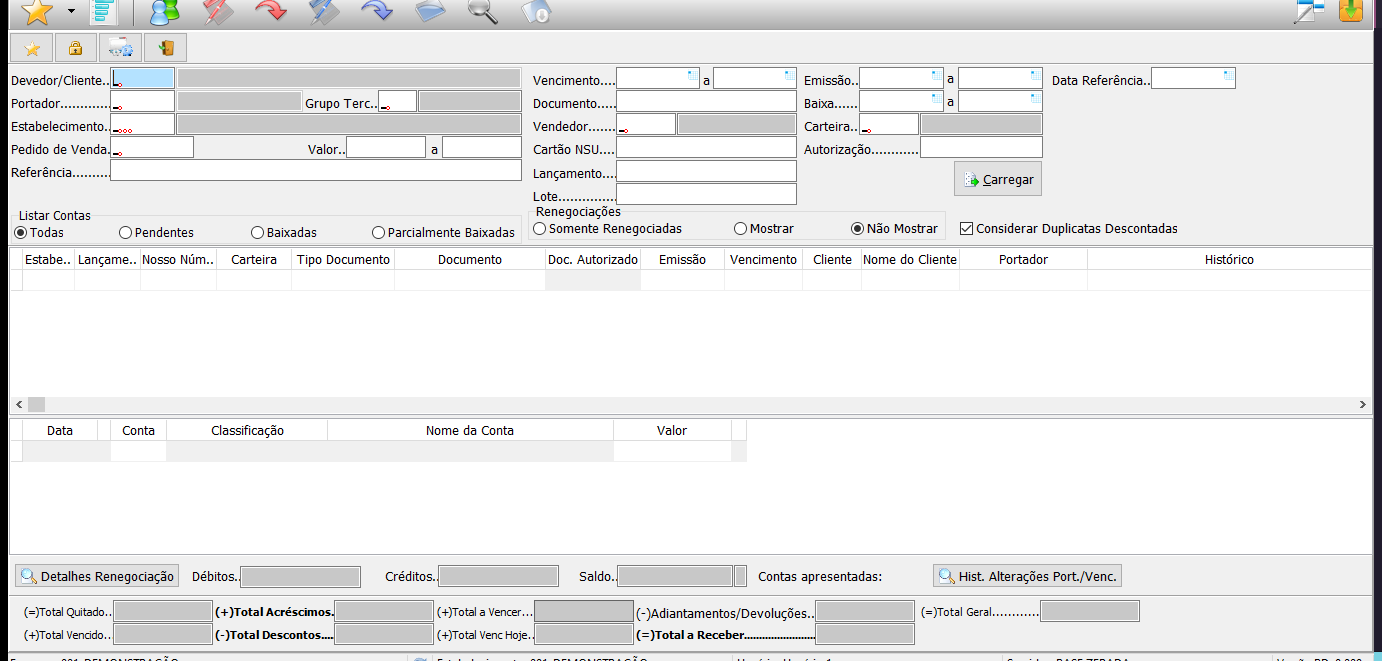 Devedor/Cliente.. Vencimento.... a Emissão.. a Data Referência..
Portador............ Grupo Terc.. Documento..... Baixa...... a
Estabelecimento. Vendedor....... Carteira..
Pedido de Venda. Valor.. a Cartão NSU.... Autorização............
Referência......... Lançamento....
Carregar
Lote...............
Listar Contas Renegociações
Todas Pendentes Baixadas Parcialmente Baixadas Somente Renegociadas Mostrar Não Mostrar Considerar Duplicatas Descontadas
Estabe.. Lançame.. Nosso Núm.. Carteira Tipo Documento Documento Doc. Autorizado Emissão Vencimento Cliente Nome do Cliente Portador Histórico
Data Conta Classificação Nome da Conta Valor
Detalhes Renegociação Débitos.. Créditos.. Saldo.. Contas apresentadas: Hist. Alterações Port./Venc.
(=)Total Quitado.. (+)Total Acréscimos. (+)Total a Vencer... (-)Adiantamentos/Devoluções.. (=)Total Geral............
(+)Total Vencido.. (-)Total Descontos.... (+)Total Venc Hoje.. (=)Total a Receber........................